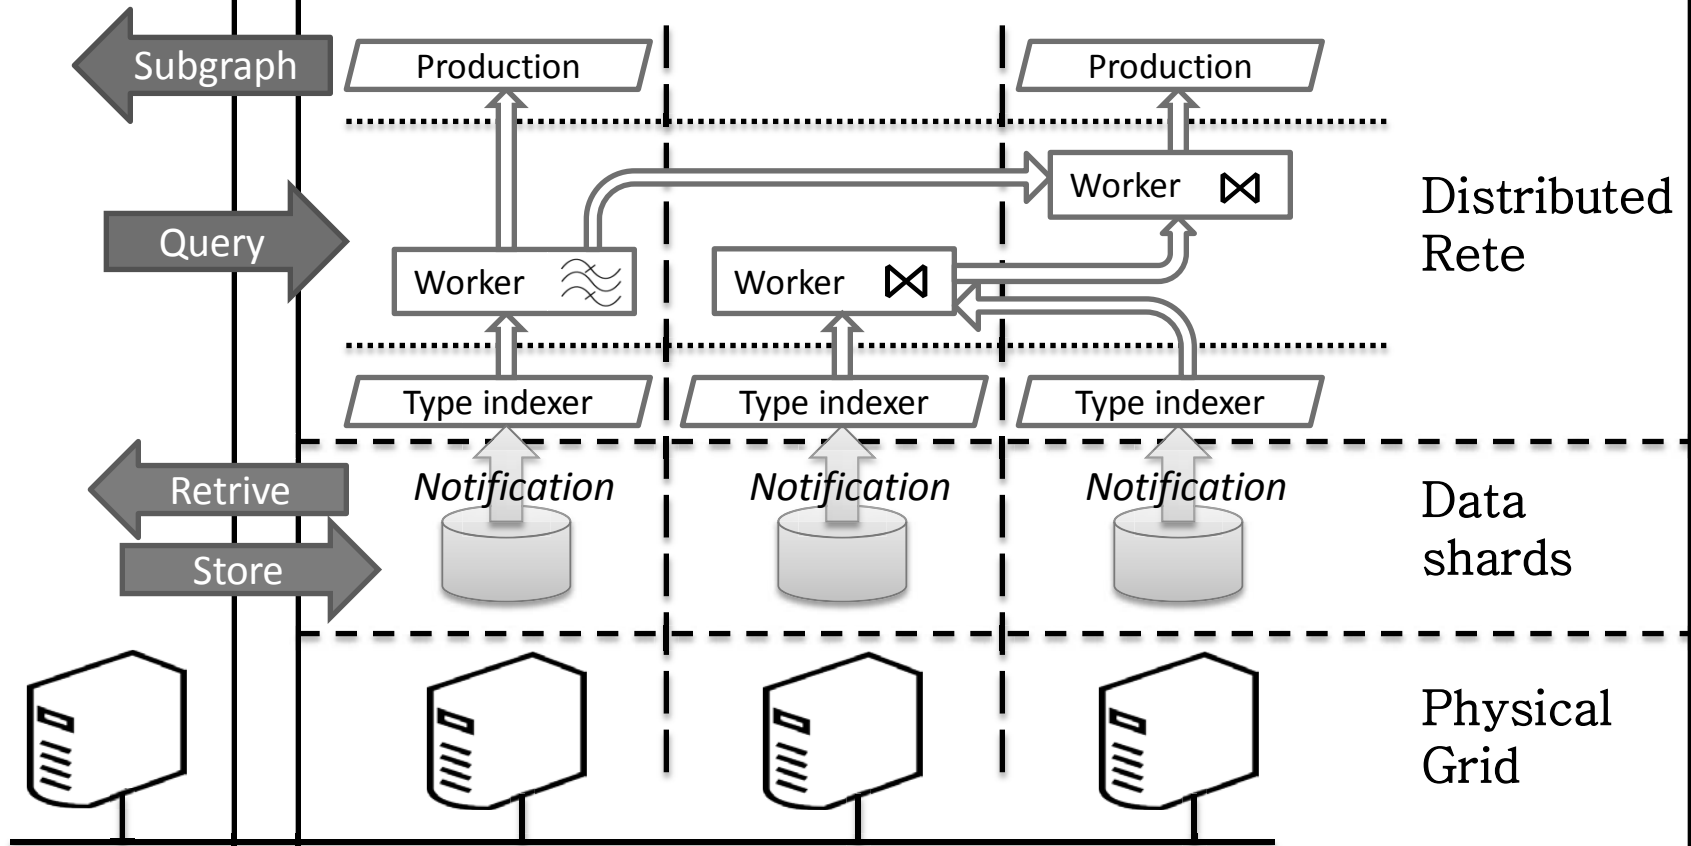 Subgraph
Production
Production
Worker
Distributed
Rete
Query
Worker
Worker
Type indexer
Type indexer
Type indexer
Retrive
Notification
Notification
Notification
Data
shards
Store
Physical
Grid